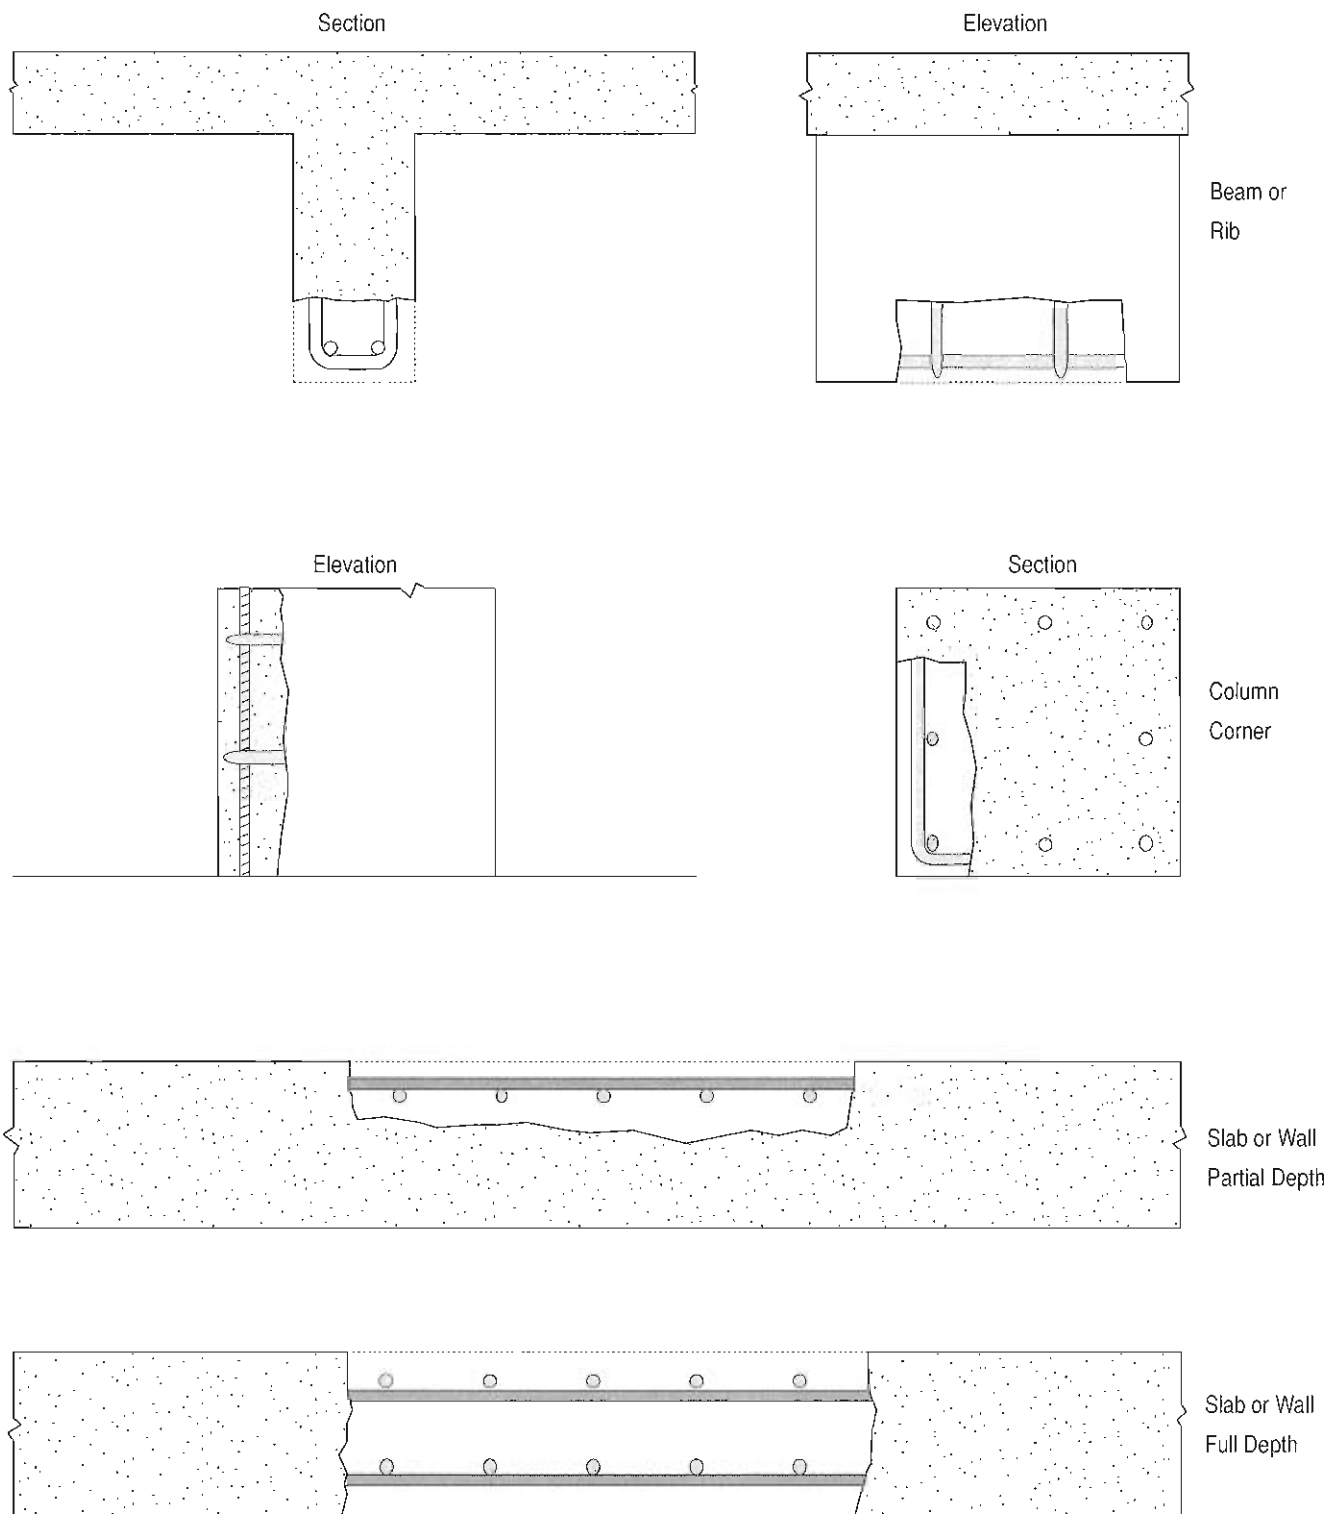 Section
Elevation
Beam or
Rib
Elevation
Section
Column
Corner
Slab or Wall
Partial Depth
Slab or Wall
Full Depth